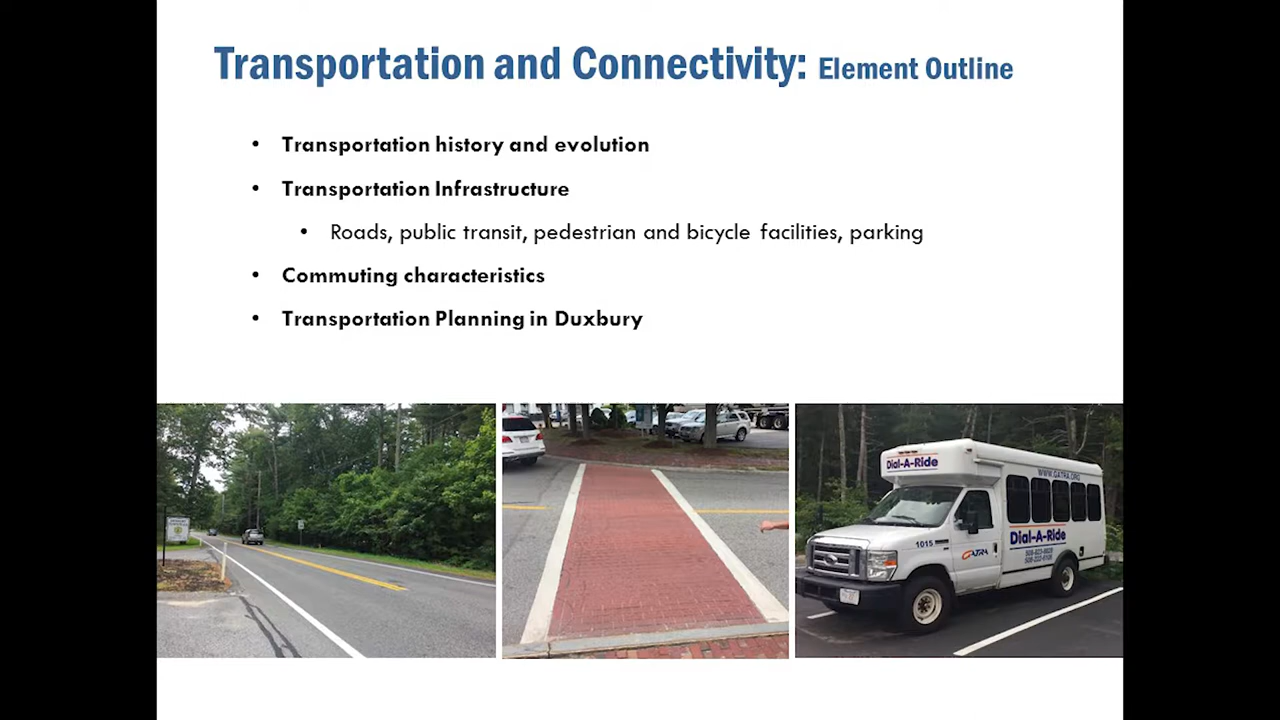 Transportation and Connectivity: Element Outline
• Transportation history and evolution
• Transportation Infrastructure
• Roads, public transit, pedestrian and bicycle facilities, parking
• Commuting characteristics
• Transportation Planning in Duxbury
Dial-A-Ride
WWW.GATRA.ORG
Dial-A-Ride
1015
GATRA